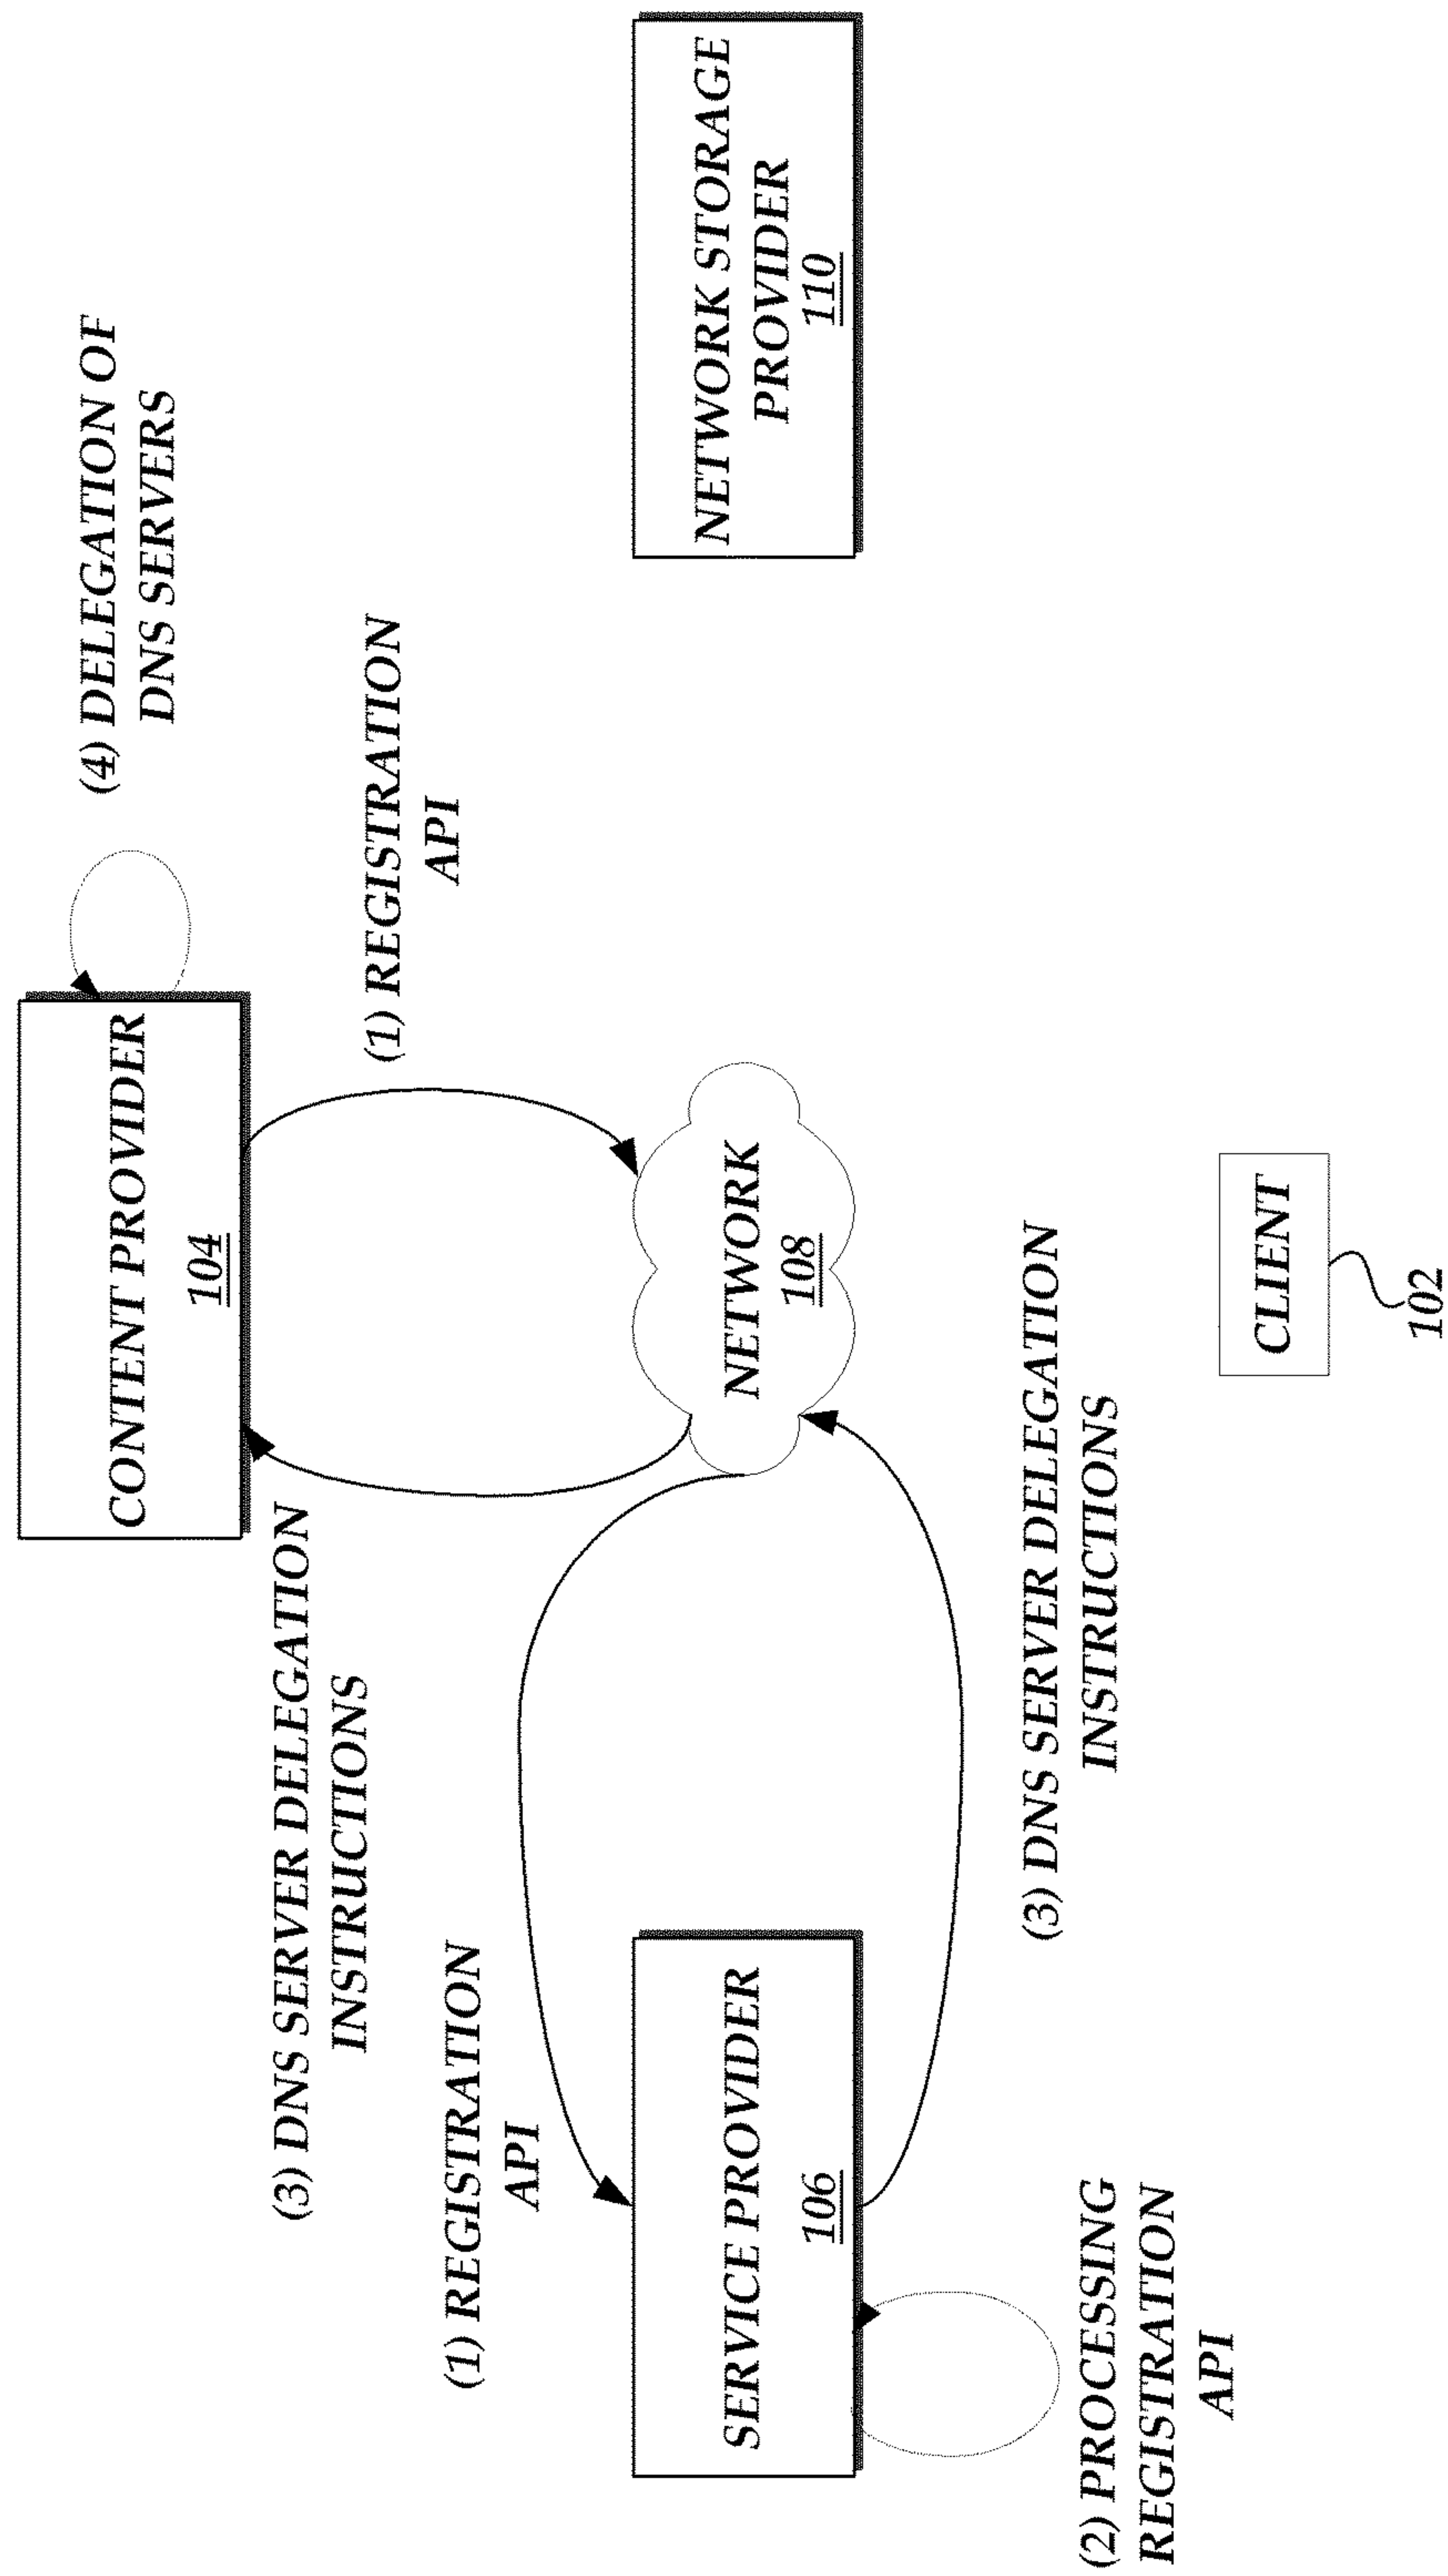 (4) DELEGATION OF
DNS SERVERS
CONTENT PROVIDER
104
(3) DNS SERVER DELEGATION
INSTRUCTIONS
(1) REGISTRATION
API
(1) REGISTRATION
API
SERVICE PROVIDER
106
NETWORK
108
NETWORK STORAGE
PROVIDER
110
(3) DNS SERVER DELEGATION
INSTRUCTIONS
(2) PROCESSING
REGISTRATION
API
CLIENT
102